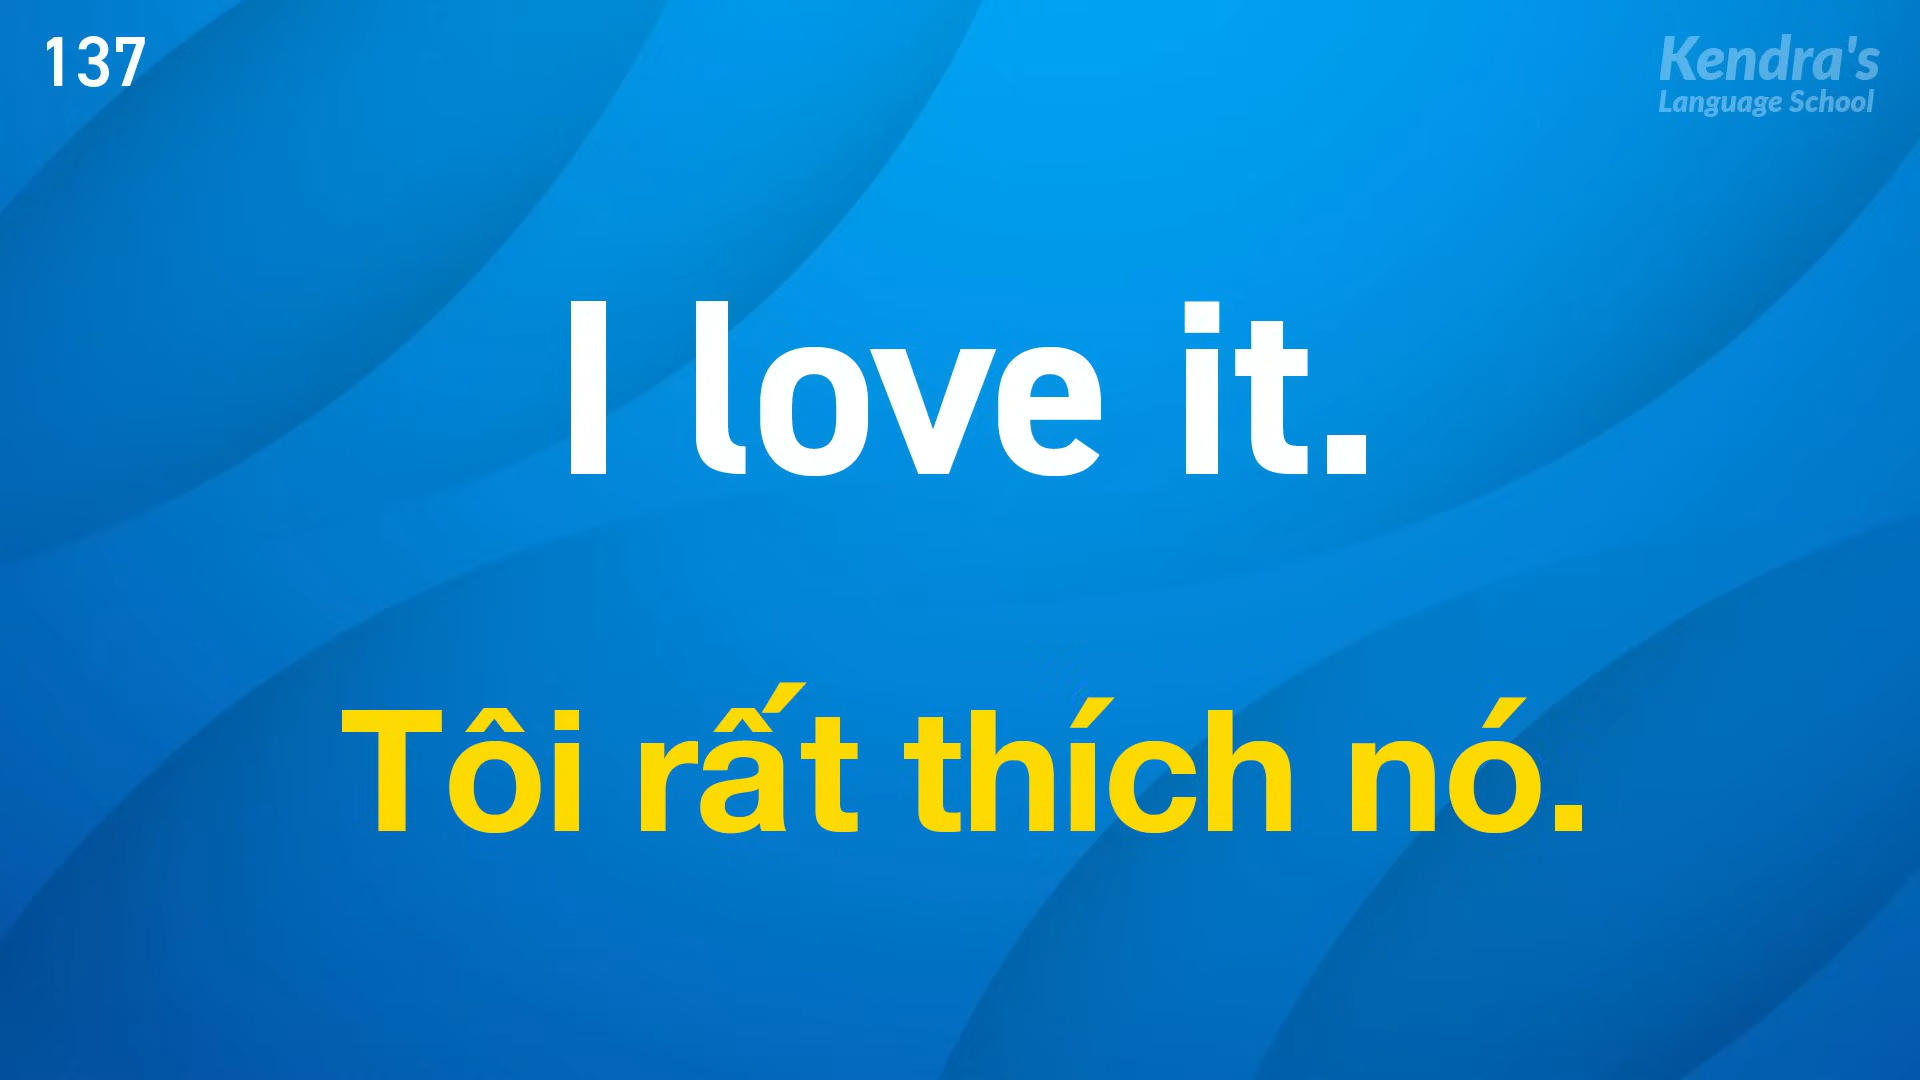 137
Kendra's
Language School
I love it.
Tôi rất thích nó.